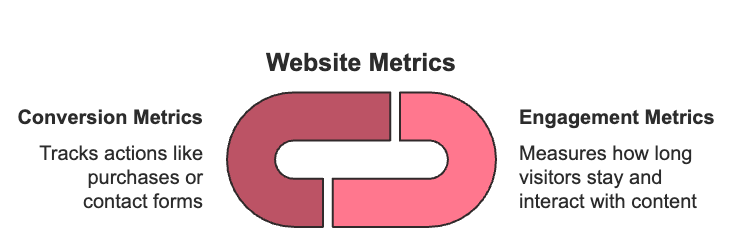 Website Metrics
Conversion Metrics
Tracks actions like
purchases or
contact forms
Engagement Metrics
Measures how long
visitors stay and
interact with content